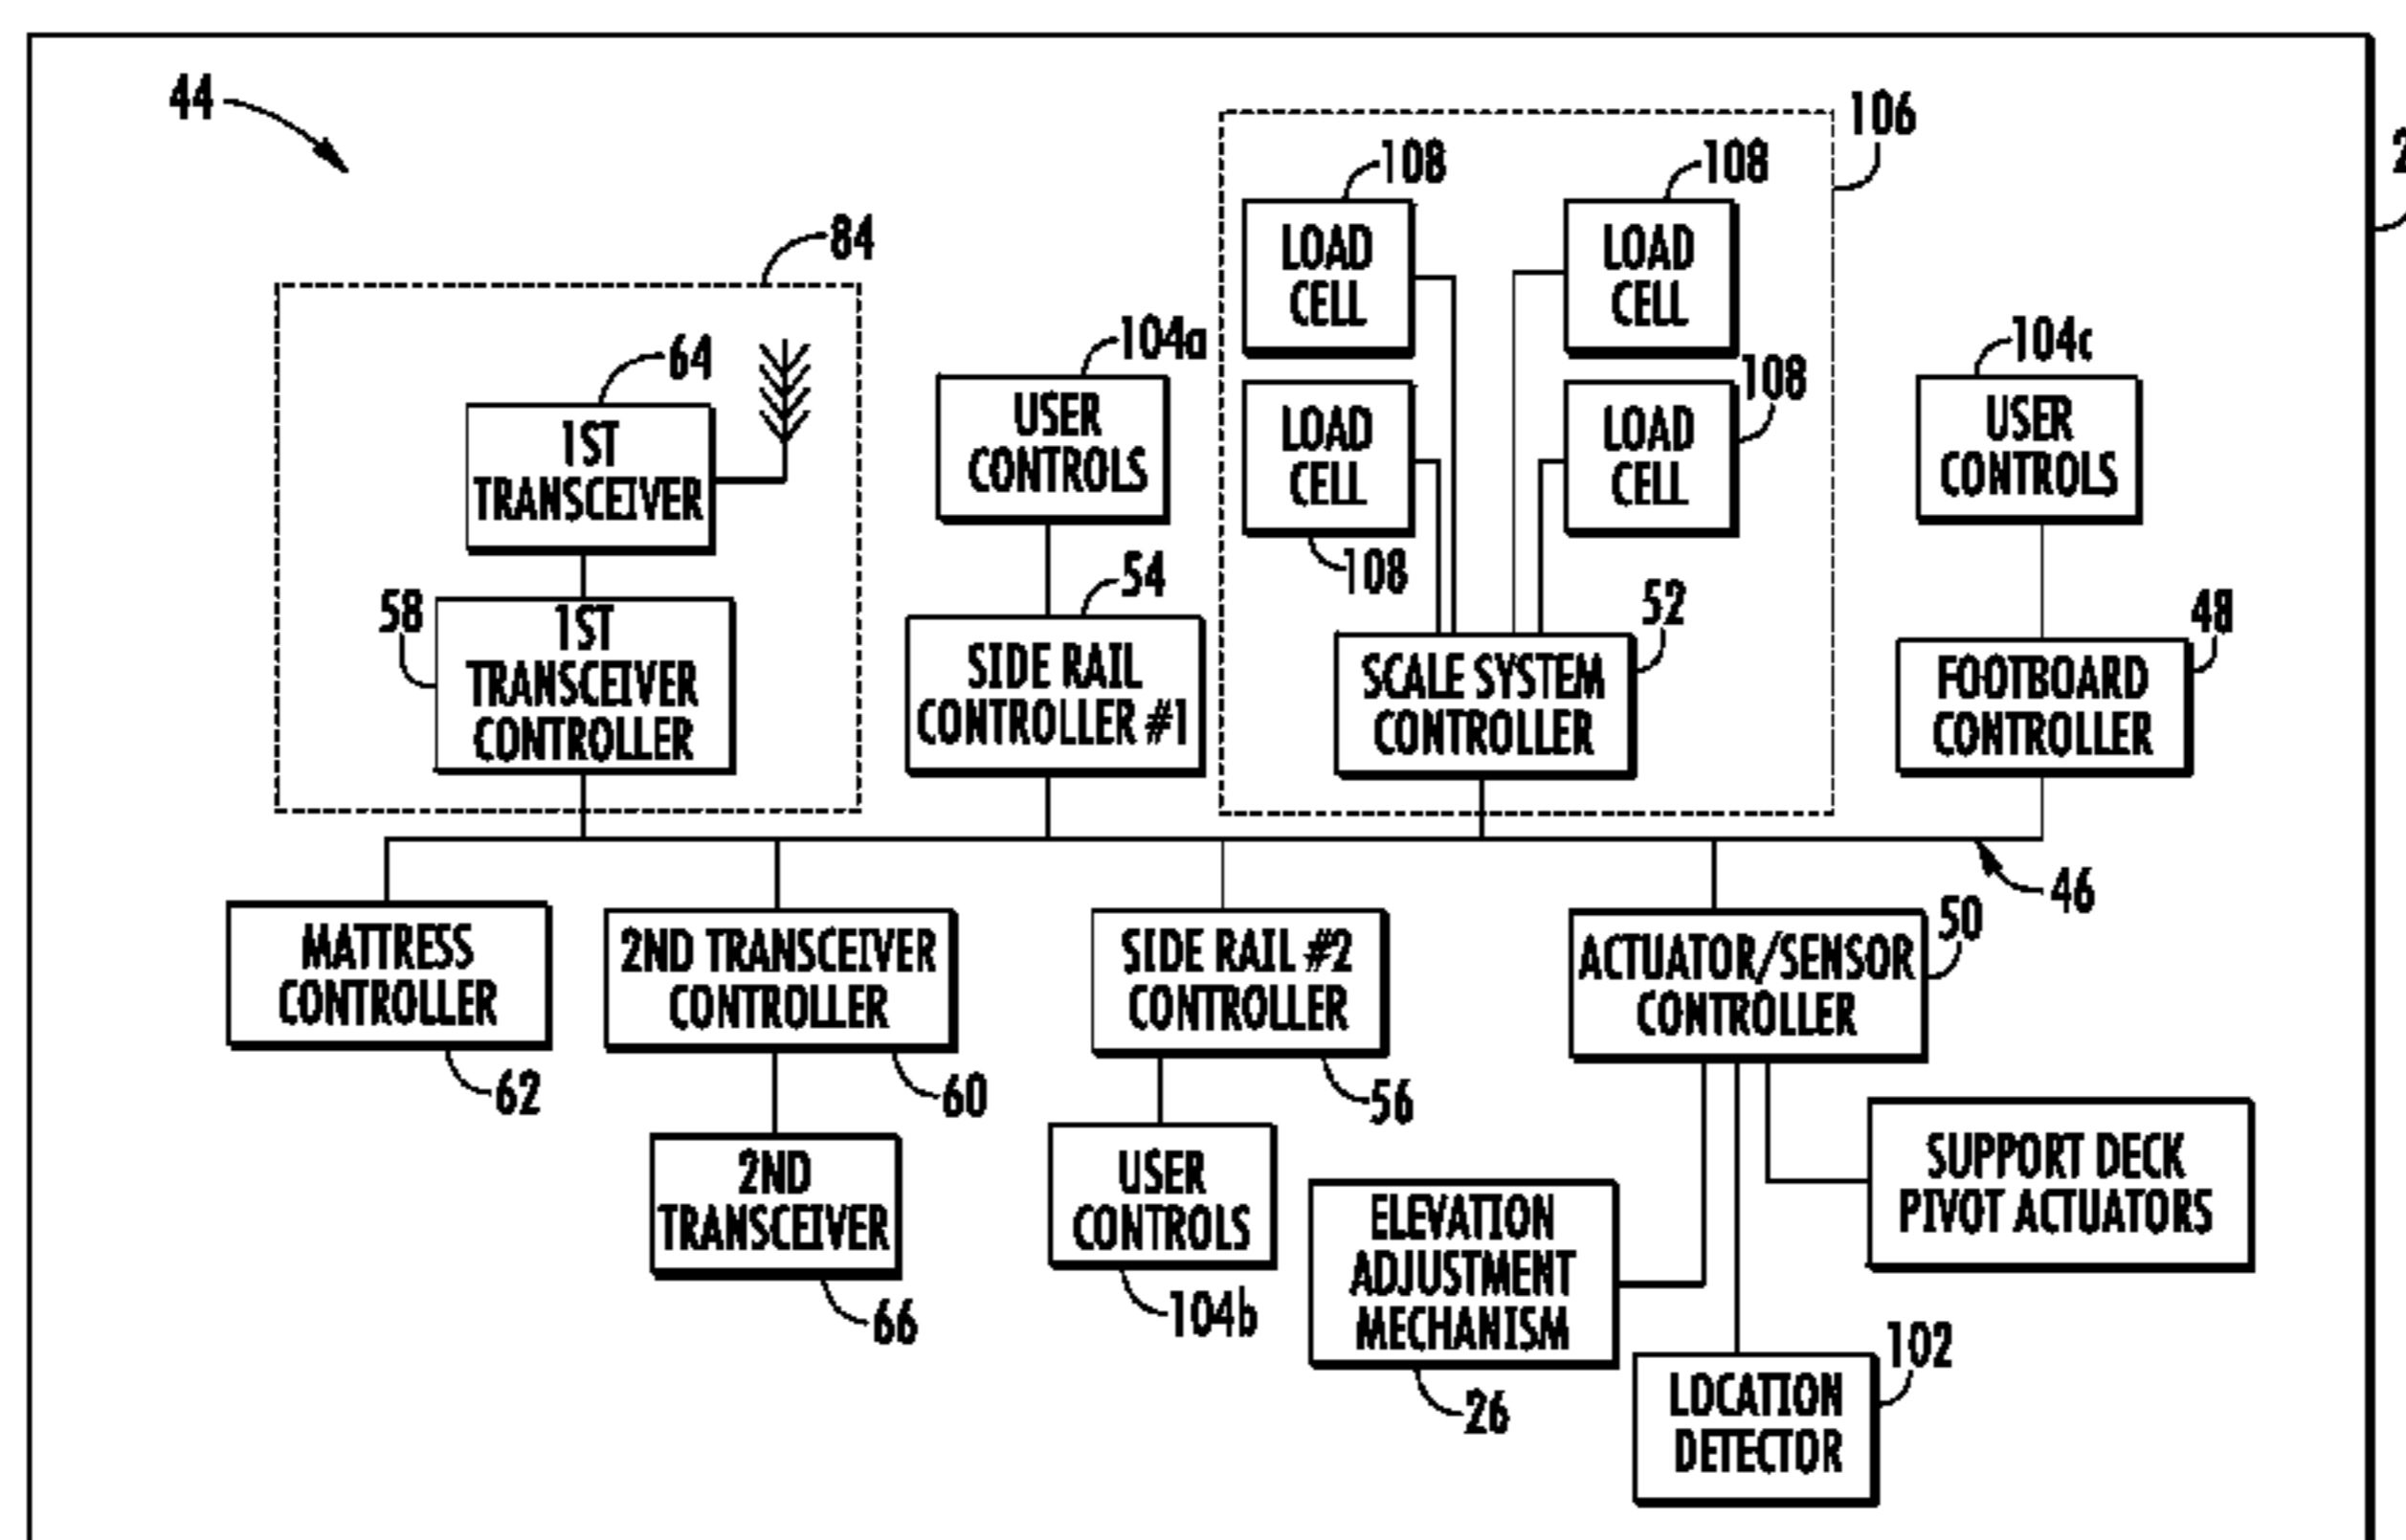 44
106
2
108
108
84
LOAD
CELL
LOAD
CELL
64
104a
104c
1ST
TRANSCEIVER
USER
CONTROLS
LOAD
CELL
LOAD
CELL
108
USER
CONTROLS
108
58
1ST
TRANSCEIVER
CONTROLLER
54
SIDE RAIL
CONTROLLER #1
52
SCALE SYSTEM
CONTROLLER
48
FOOTBOARD
CONTROLLER
46
MATTRESS
CONTROLLER
62
2ND TRANSCEIVER
CONTROLLER
60
SIDE RAIL #2
CONTROLLER
56
ACTUATOR/SENSOR
CONTROLLER
50
2ND
TRANSCEIVER
66
USER
CONTROLS
104b
ELEVATION
ADJUSTMENT
MECHANISM
26
SUPPORT DECK
PIVOT ACTUATORS
102
LOCATION
DETECTOR